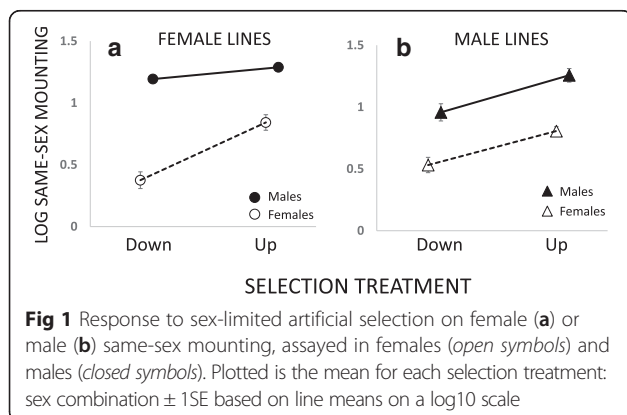 FEMALE LINES
MALE LINES
a
b
LOG SAME-SEX MOUNTING
1.5
1
0.5
0
1.5
1
0.5
0
Males
Females
Males
Females
Down
Up
Down
Up
SELECTION TREATMENT
Fig 1 Response to sex-limited artificial selection on female (a) or
male (b) same-sex mounting, assayed in females (open symbols) and
males (closed symbols). Plotted is the mean for each selection treatment:
sex combination ± 1SE based on line means on a log10 scale